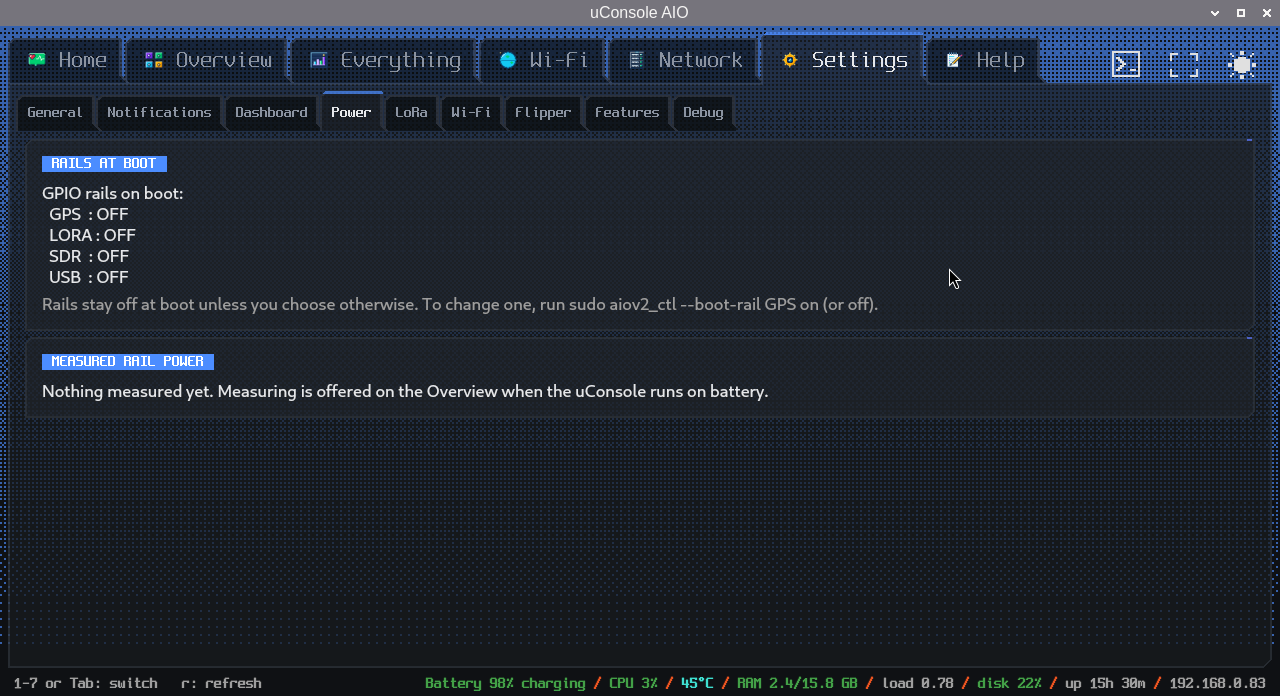 uConsole AIO
Home Overview Everything Wi-Fi Network Settings Help
General Notifications Dashboard Power LoRa Wi-Fi Flipper Features Debug
RAILS AT BOOT
GPIO rails on boot:
GPS : OFF
LORA : OFF
SDR : OFF
USB : OFF
Rails stay off at boot unless you choose otherwise. To change one, run sudo aiov2_ctl --boot-rail GPS on (or off).
MEASURED RAIL POWER
Nothing measured yet. Measuring is offered on the Overview when the uConsole runs on battery.
1-7 or Tab: switch r: refresh Battery 98% charging / CPU 3% / 45°C / RAM 2.4/15.8 GB / load 0.78 / disk 22% / up 15h 30m / 192.168.0.83